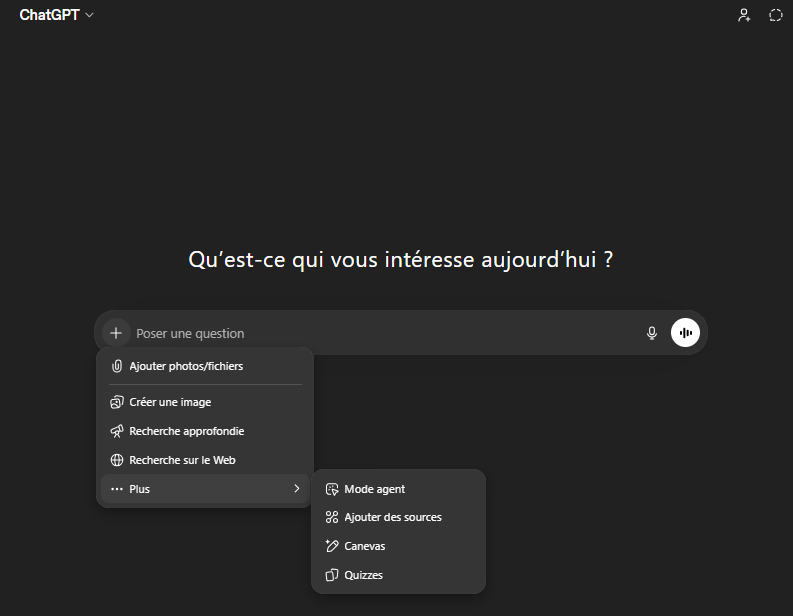 ChatGPT
Qu’est-ce qui vous intéresse aujourd’hui ?
Poser une question
Ajouter photos/fichiers
Créer une image
Recherche approfondie
Recherche sur le Web
Plus
Mode agent
Ajouter des sources
Canevas
Quizzes